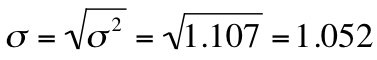 σ = √σ² = √1.107 = 1.052